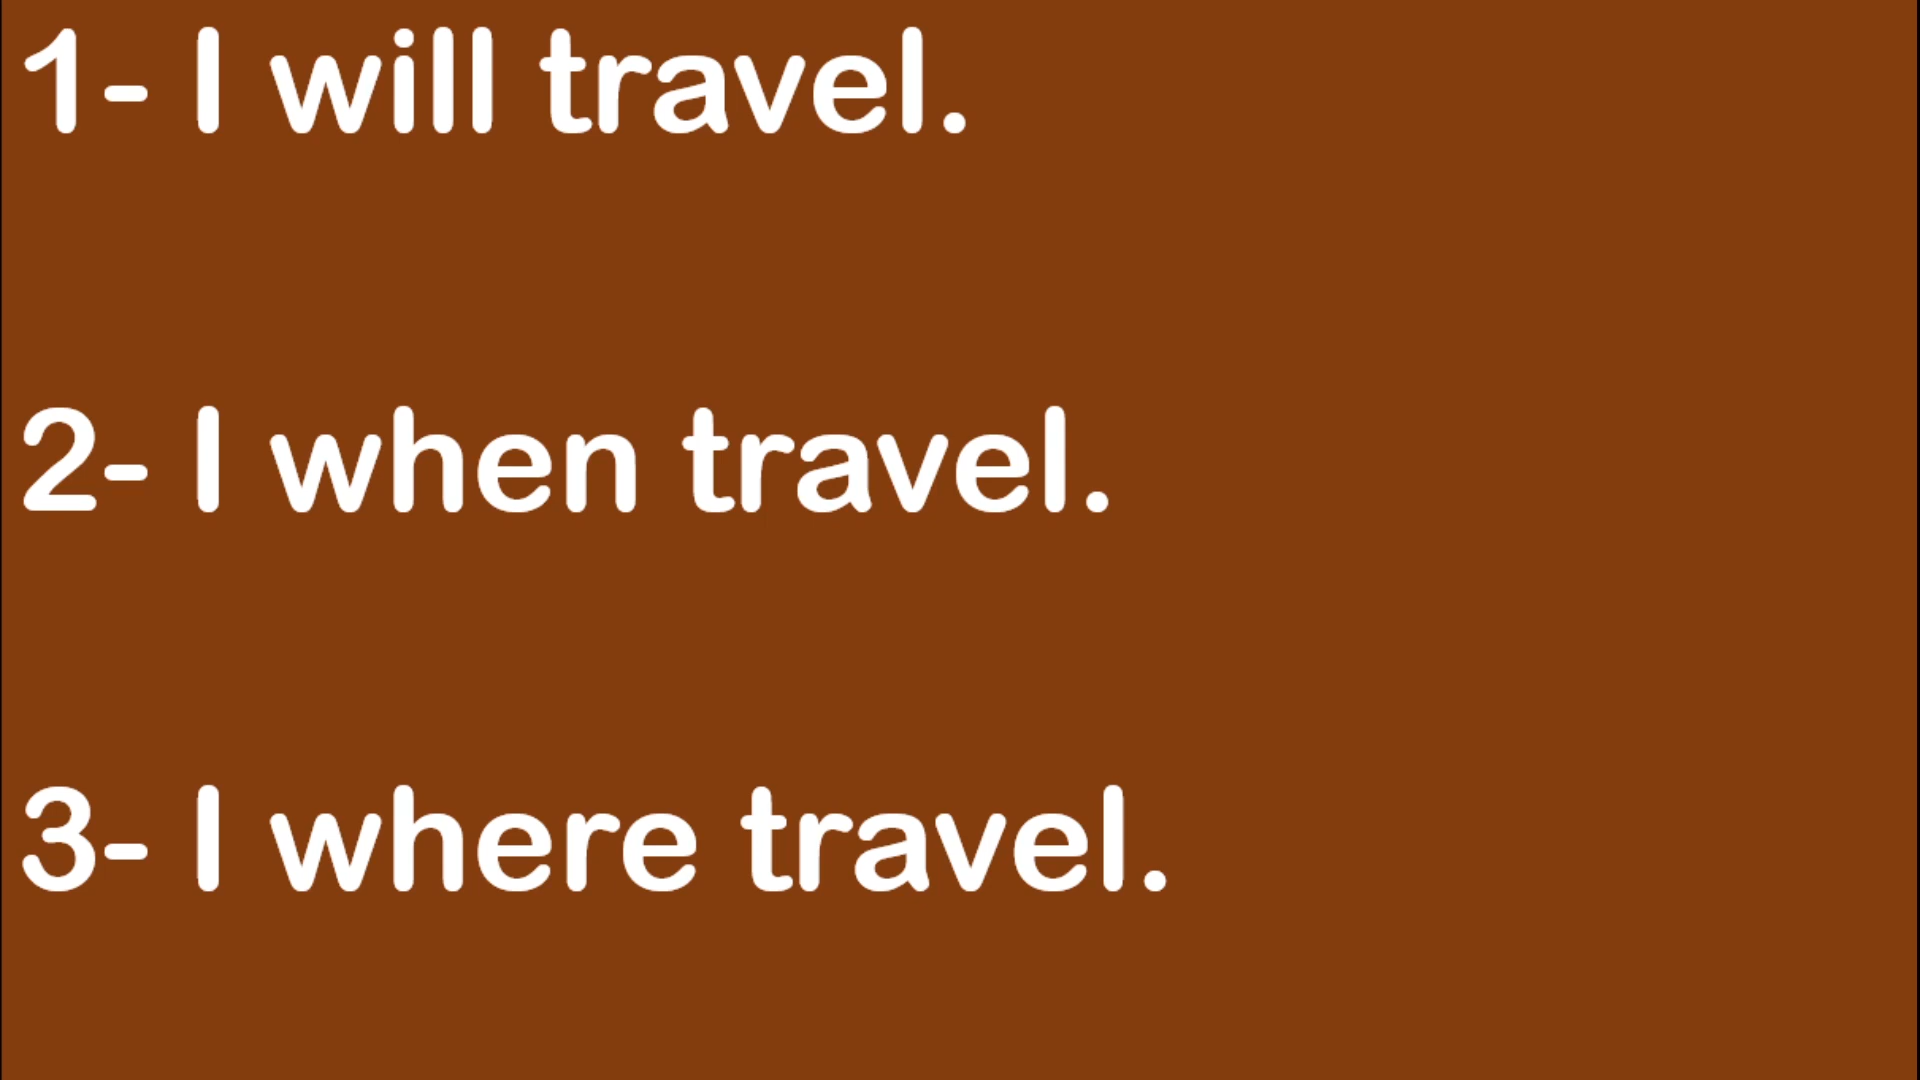 1- I will travel.
2- I when travel.
3- I where travel.